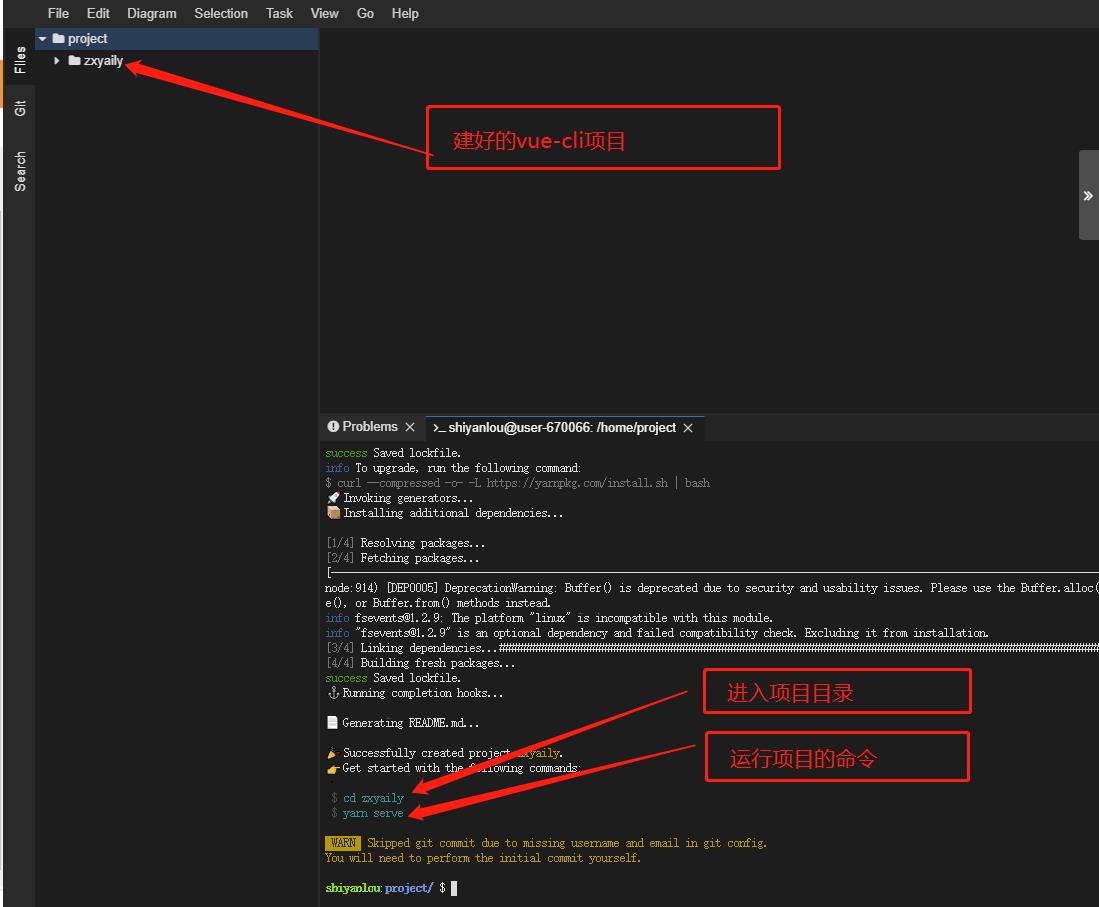 File Edit Diagram Selection Task View Go Help
Files
Git
Search
project
zxyaily
建好的vue-cli项目
»
Problems
>_ shiyanlou@user-670066: /home/project
success Saved lockfile.
info To upgrade, run the following command:
$ curl --compressed -o- -L https://yarnpkg.com/install.sh | bash
Invoking generators...
Installing additional dependencies...
[1/4] Resolving packages...
[2/4] Fetching packages...
[
node:914) [DEP0005] DeprecationWarning: Buffer() is deprecated due to security and usability issues. Please use the Buffer.alloc(
e(), or Buffer.from() methods instead.
info fsevents@1.2.9: The platform "linux" is incompatible with this module.
info "fsevents@1.2.9" is an optional dependency and failed compatibility check. Excluding it from installation.
[3/4] Linking dependencies...
[4/4] Building fresh packages...
success Saved lockfile.
Running completion hooks...
进入项目目录
Generating README.md...
运行项目的命令
Successfully created project zxyaily.
Get started with the following commands:
$ cd zxyaily
$ yarn serve
WARN Skipped git commit due to missing username and email in git config.
You will need to perform the initial commit yourself.
shiyanlou:project/ $